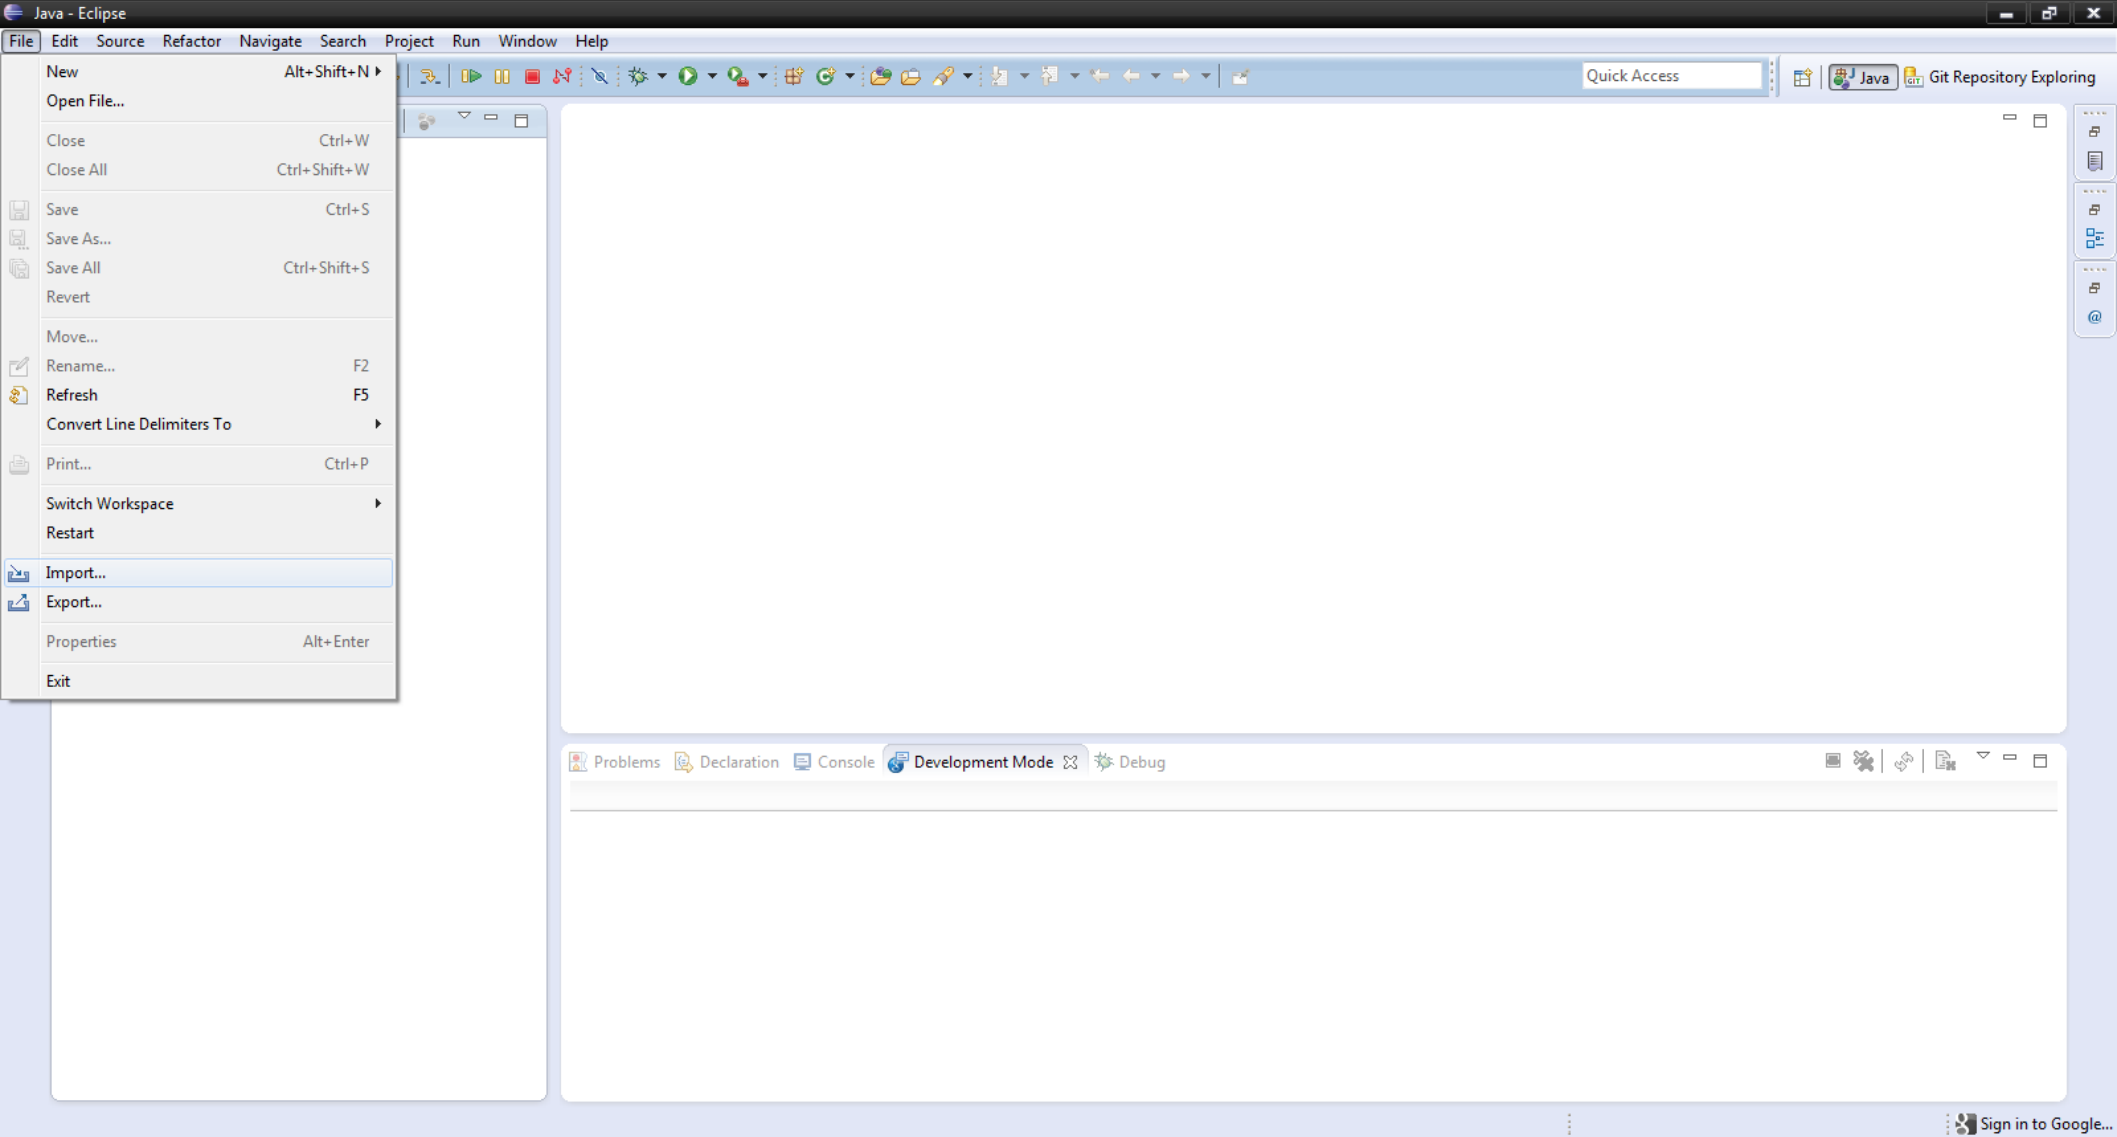 Java - Eclipse
File Edit Source Refactor Navigate Search Project Run Window Help
Quick Access
Java
GIT
Git Repository Exploring
New Alt+Shift+N
Open File...
Close Ctrl+W
Close All Ctrl+Shift+W
Save Ctrl+S
Save As...
Save All Ctrl+Shift+S
Revert
Move...
Rename... F2
Refresh F5
Convert Line Delimiters To
Print... Ctrl+P
Switch Workspace
Restart
Import...
Export...
Properties Alt+Enter
Exit
@
Problems Declaration Console Development Mode Debug
Sign in to Google...